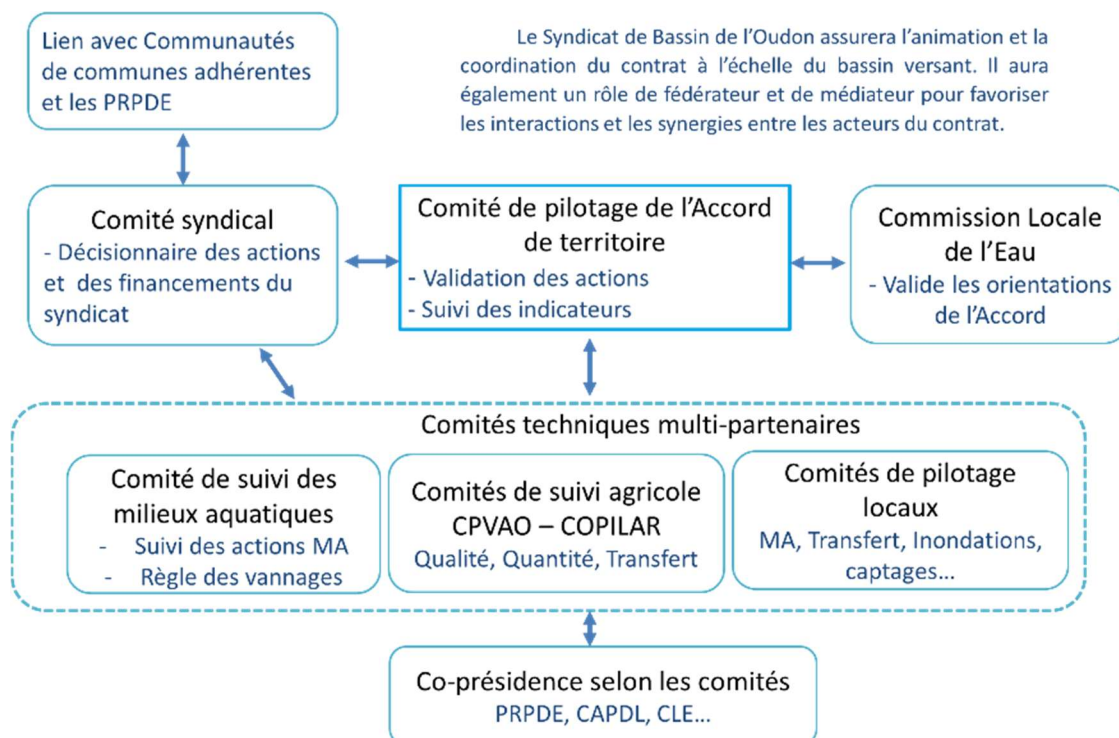 Lien avec Communautés
de communes adhérentes
et les PRPDE
Le Syndicat de Bassin de l’Oudon assurera l’animation et la
coordination du contrat à l’échelle du bassin versant. Il aura
également un rôle de fédérateur et de médiateur pour favoriser
les interactions et les synergies entre les acteurs du contrat.
Comité syndical
- Décisionnaire des actions
et des financements du
syndicat
Comité de pilotage de l’Accord
de territoire
- Validation des actions
- Suivi des indicateurs
Commission Locale
de l’Eau
- Valide les orientations
de l’Accord
Comités techniques multi-partenaires
Comité de suivi des
milieux aquatiques
- Suivi des actions MA
- Règle des vannages
Comités de suivi agricole
CPVAO – COPILAR
Qualité, Quantité, Transfert
Comités de pilotage
locaux
MA, Transfert, Inondations,
captages…
Co-présidence selon les comités
PRPDE, CAPDL, CLE…